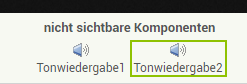 nicht sichtbare Komponenten
Tonwiedergabe1 Tonwiedergabe2